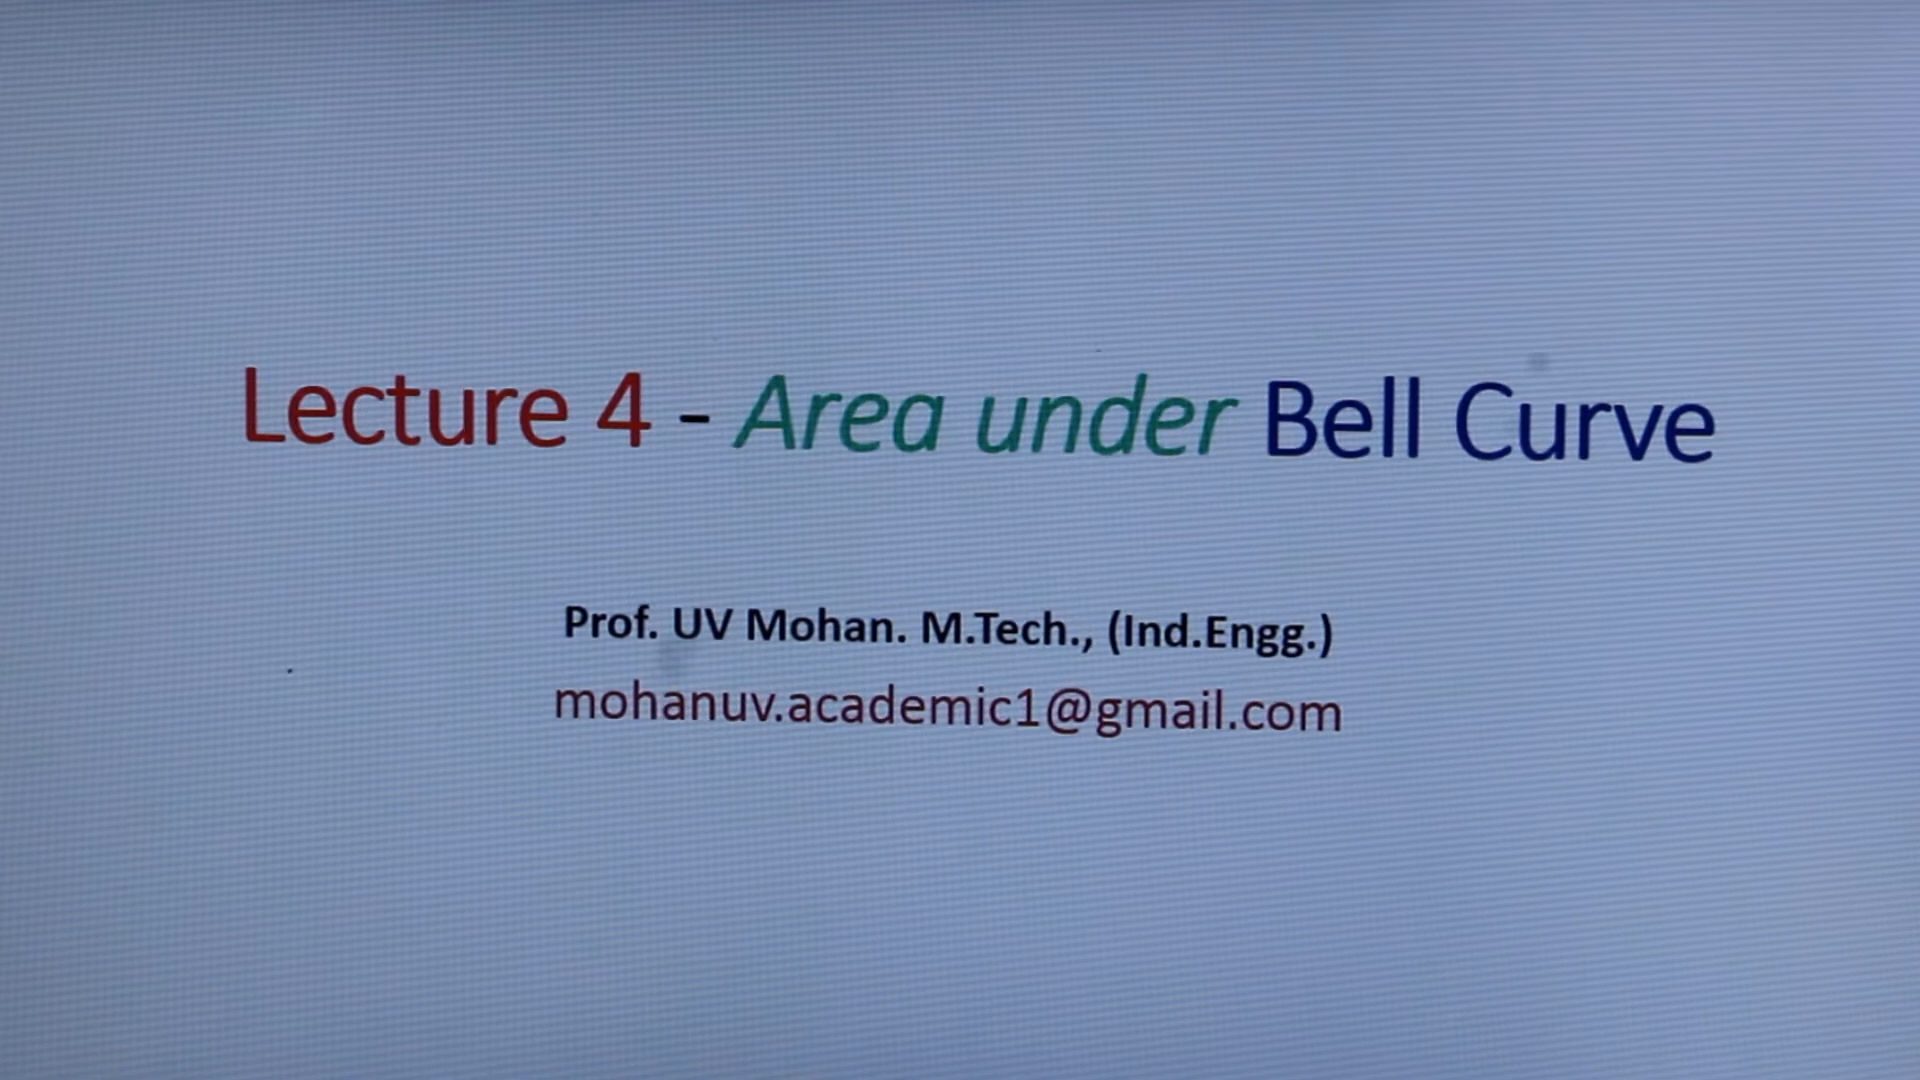 Lecture 4 - Area under Bell Curve
Prof. UV Mohan. M.Tech., (Ind.Engg.)
mohanuv.academic1@gmail.com